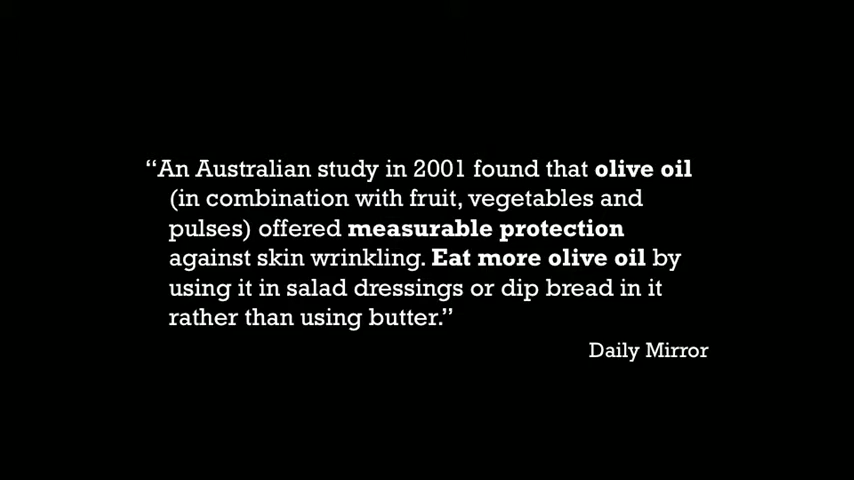 “An Australian study in 2001 found that olive oil
(in combination with fruit, vegetables and
pulses) offered measurable protection
against skin wrinkling. Eat more olive oil by
using it in salad dressings or dip bread in it
rather than using butter.”
Daily Mirror